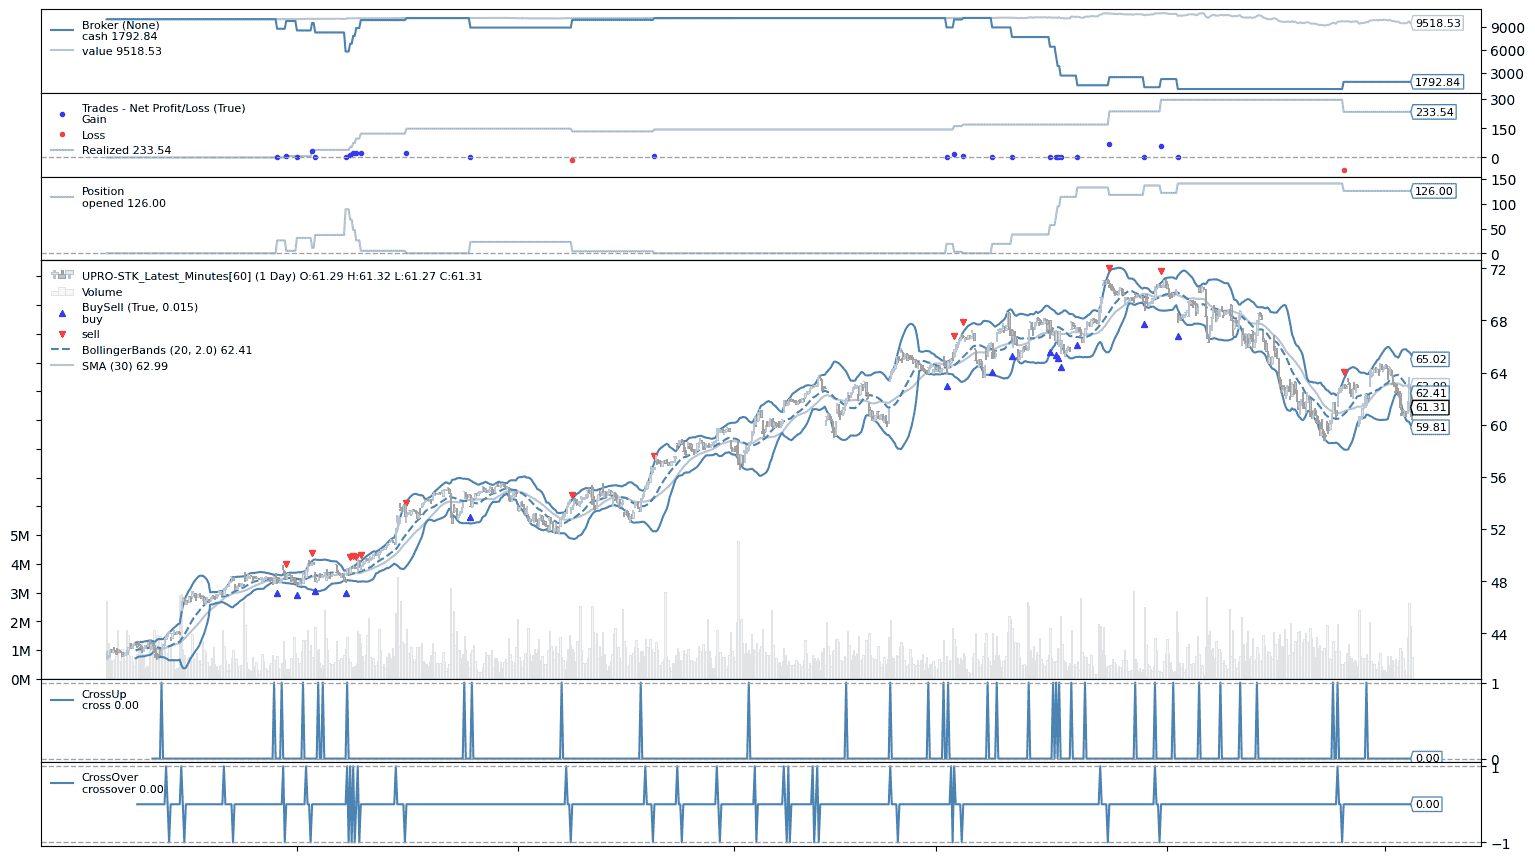 Broker (None)
cash 1792.84
value 9518.53
9518.53
1792.84
9000
6000
3000
Trades - Net Profit/Loss (True)
Gain
Loss
Realized 233.54
233.54
300
150
0
Position
opened 126.00
126.00
150
100
50
0
UPRO-STK_Latest_Minutes[60] (1 Day) O:61.29 H:61.32 L:61.27 C:61.31
Volume
BuySell (True, 0.015)
buy
sell
BollingerBands (20, 2.0) 62.41
SMA (30) 62.99
65.02
62.99
62.41
61.31
59.81
72
68
64
60
56
52
48
44
5M
4M
3M
2M
1M
0M
CrossUp
cross 0.00
0.00
1
0
CrossOver
crossover 0.00
0.00
1
−1